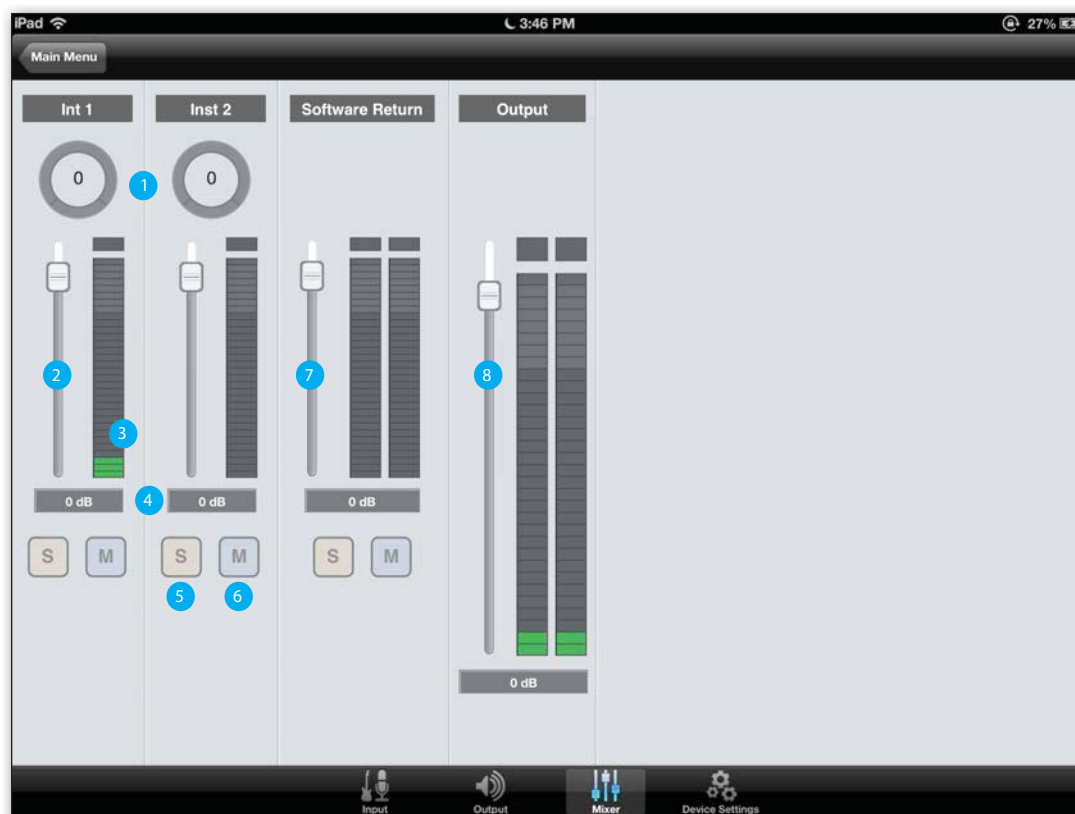 iPad 3:46 PM 27%
Main Menu
Int 1 Inst 2 Software Return Output
0 1 0
2 7 8
3
0 dB 4 0 dB 0 dB
S M S M S M
5 6
0 dB
Input Output Mixer Device Settings